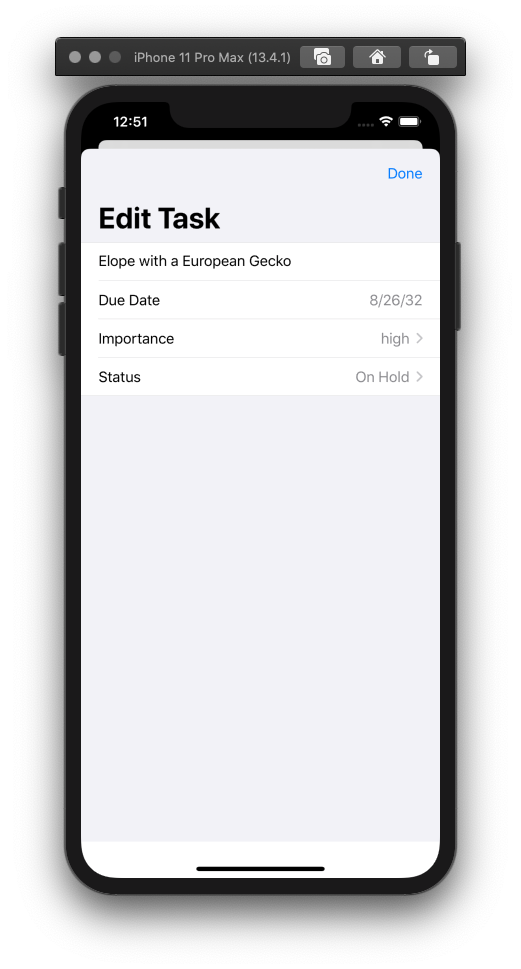 iPhone 11 Pro Max (13.4.1)
12:51
Done
Edit Task
Elope with a European Gecko
Due Date 8/26/32
Importance high
Status On Hold